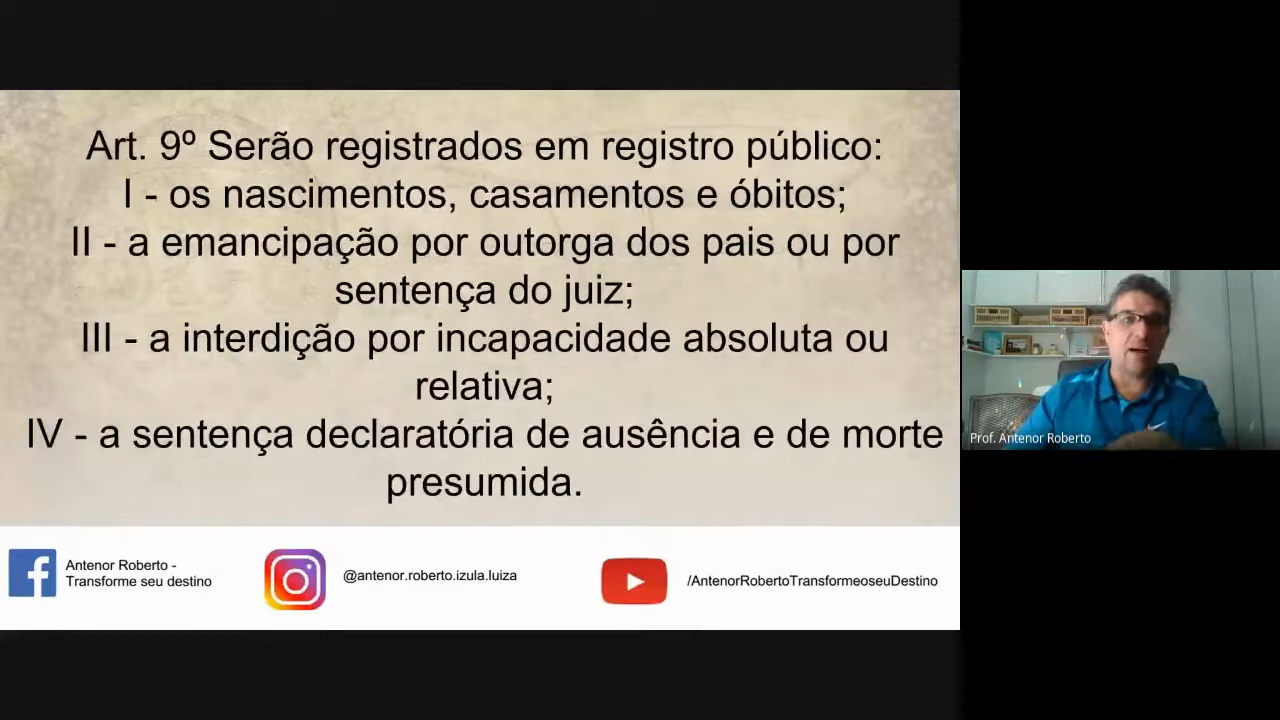 Art. 9º Serão registrados em registro público:
I - os nascimentos, casamentos e óbitos;
II - a emancipação por outorga dos pais ou por
sentença do juiz;
III - a interdição por incapacidade absoluta ou
relativa;
IV - a sentença declaratória de ausência e de morte
presumida.
Antenor Roberto -
Transforme seu destino
@antenor.roberto.izula.luiza
/AntenorRobertoTransformeoseuDestino
Prof. Antenor Roberto